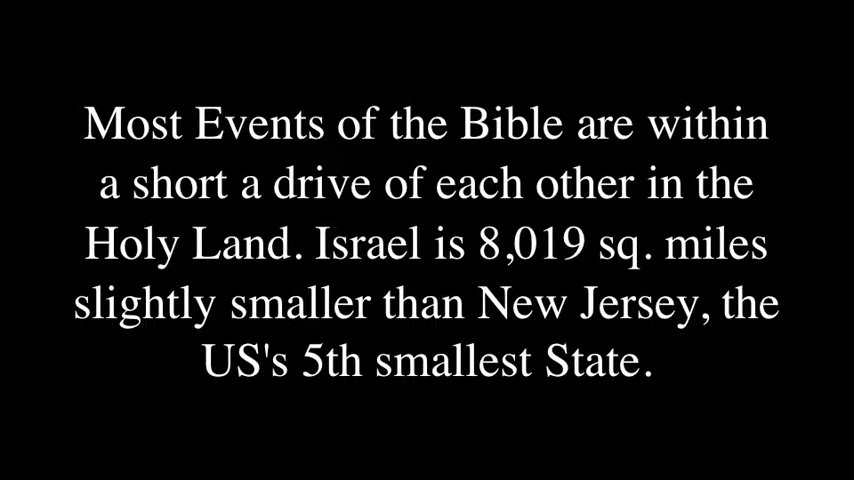 Most Events of the Bible are within
a short a drive of each other in the
Holy Land. Israel is 8,019 sq. miles
slightly smaller than New Jersey, the
US's 5th smallest State.